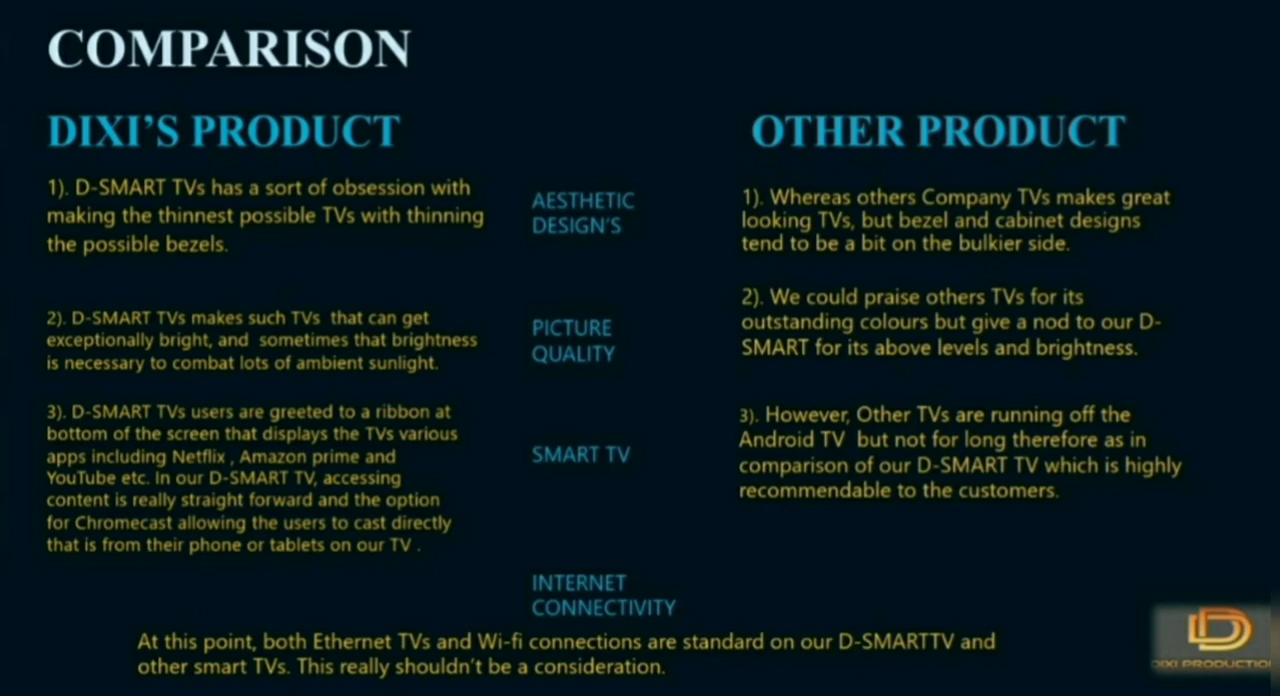 COMPARISON
DIXI'S PRODUCT
1). D-SMART TVs has a sort of obsession with
making the thinnest possible TVs with thinning
the possible bezels.
2). D-SMART TVs makes such TVs that can get
exceptionally bright, and sometimes that brightness
is necessary to combat lots of ambient sunlight.
3). D-SMART TVs users are greeted to a ribbon at
bottom of the screen that displays the TVs various
apps including Netflix , Amazon prime and
YouTube etc. In our D-SMART TV, accessing
content is really straight forward and the option
for Chromecast allowing the users to cast directly
that is from their phone or tablets on our TV .
AESTHETIC
DESIGN'S
PICTURE
QUALITY
SMART TV
INTERNET
CONNECTIVITY
OTHER PRODUCT
1). Whereas others Company TVs makes great
looking TVs, but bezel and cabinet designs
tend to be a bit on the bulkier side.
2). We could praise others TVs for its
outstanding colours but give a nod to our D-
SMART for its above levels and brightness.
3). However, Other TVs are running off the
Android TV but not for long therefore as in
comparison of our D-SMART TV which is highly
recommendable to the customers.
At this point, both Ethernet TVs and Wi-fi connections are standard on our D-SMARTTV and
other smart TVs. This really shouldn't be a consideration.
DIXI PRODUCTIO